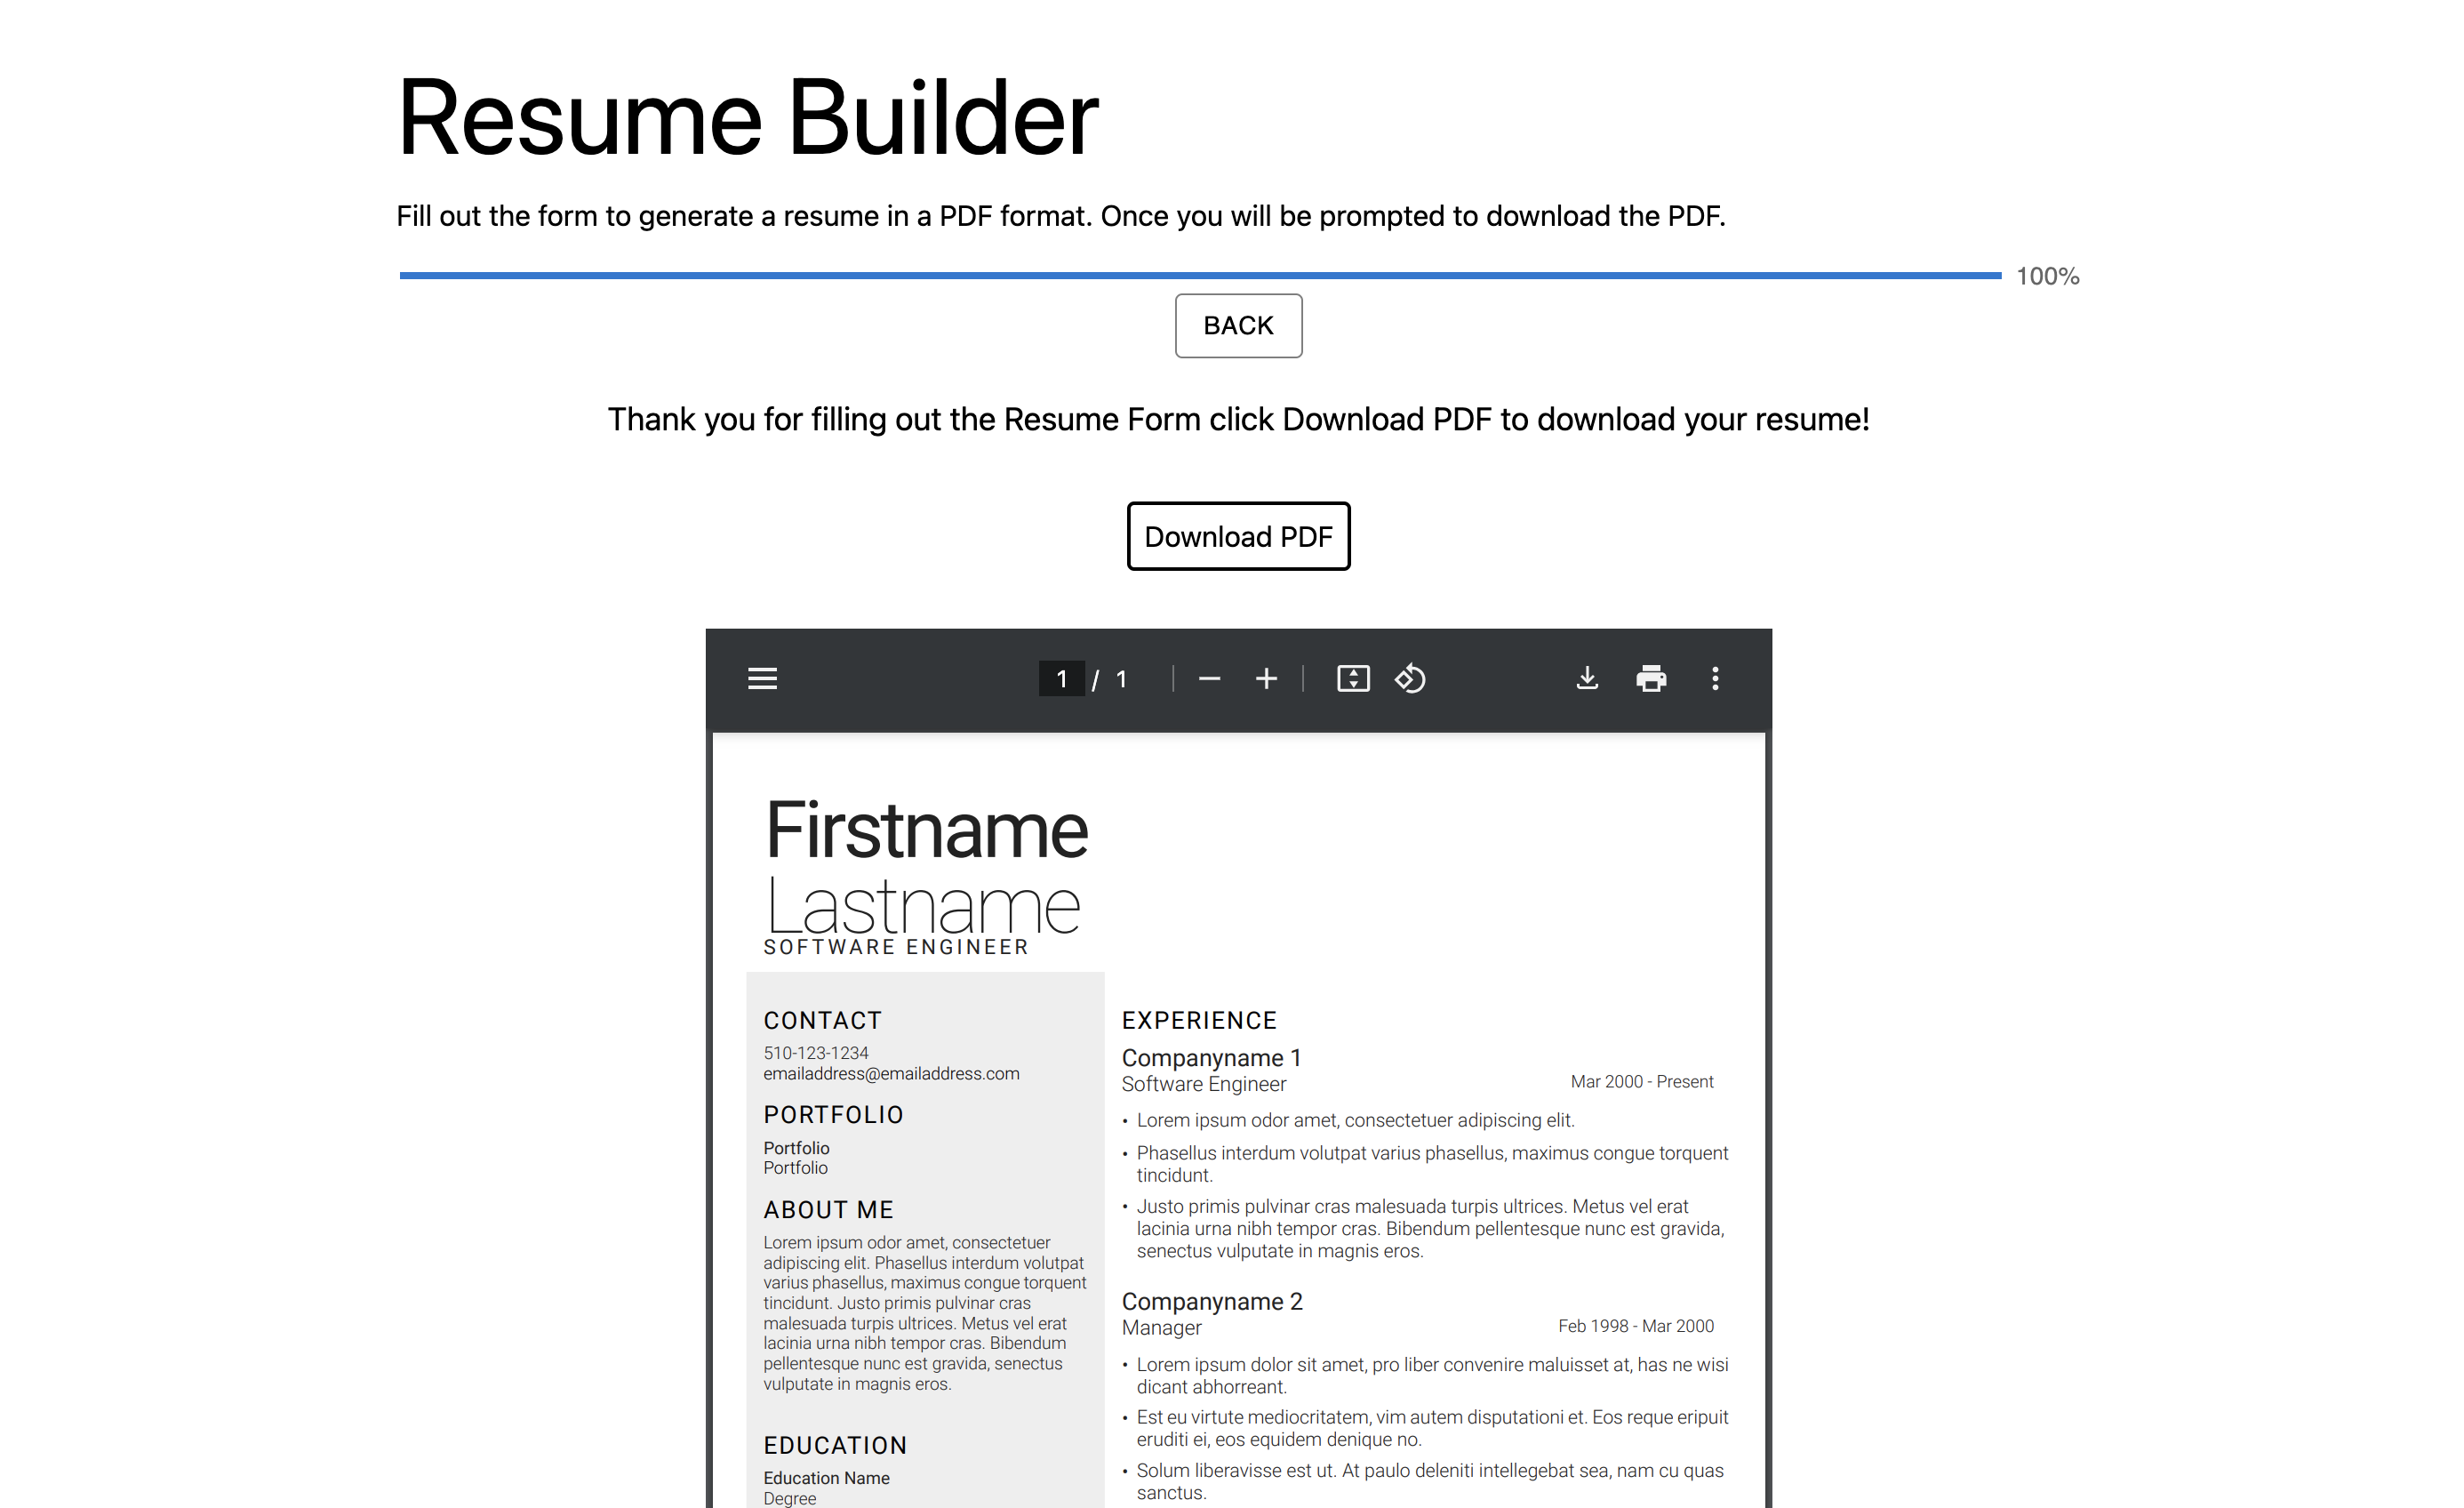 Resume Builder
Fill out the form to generate a resume in a PDF format. Once you will be prompted to download the PDF.
100%
BACK
Thank you for filling out the Resume Form click Download PDF to download your resume!
Download PDF
1 / 1
Firstname
Lastname
SOFTWARE ENGINEER
CONTACT
510-123-1234
emailaddress@emailaddress.com
PORTFOLIO
Portfolio
Portfolio
ABOUT ME
Lorem ipsum odor amet, consectetuer
adipiscing elit. Phasellus interdum volutpat
varius phasellus, maximus congue torquent
tincidunt. Justo primis pulvinar cras
malesuada turpis ultrices. Metus vel erat
lacinia urna nibh tempor cras. Bibendum
pellentesque nunc est gravida, senectus
vulputate in magnis eros.
EDUCATION
Education Name
Degree
EXPERIENCE
Companyname 1
Software Engineer
Mar 2000 - Present
• Lorem ipsum odor amet, consectetuer adipiscing elit.
• Phasellus interdum volutpat varius phasellus, maximus congue torquent
tincidunt.
• Justo primis pulvinar cras malesuada turpis ultrices. Metus vel erat
lacinia urna nibh tempor cras. Bibendum pellentesque nunc est gravida,
senectus vulputate in magnis eros.
Companyname 2
Manager
Feb 1998 - Mar 2000
• Lorem ipsum dolor sit amet, pro liber convenire maluisset at, has ne wisi
dicant abhorreant.
• Est eu virtute mediocritatem, vim autem disputationi et. Eos reque eripuit
eruditi ei, eos equidem denique no.
• Solum liberavisse est ut. At paulo deleniti intellegebat sea, nam cu quas
sanctus.